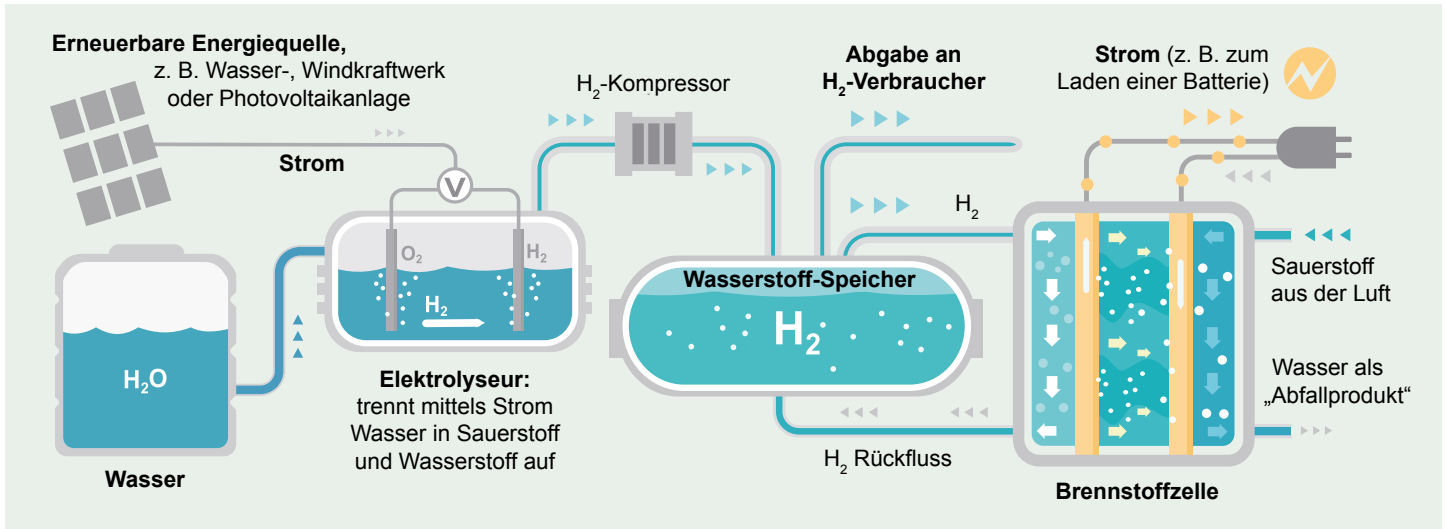 Erneuerbare Energiequelle,
z. B. Wasser-, Windkraftwerk
oder Photovoltaikanlage
Strom
V
H₂O
Wasser
O₂
H₂
H₂
Elektrolyseur:
trennt mittels Strom
Wasser in Sauerstoff
und Wasserstoff auf
H₂-Kompressor
Abgabe an
H₂-Verbraucher
Wasserstoff-Speicher
H₂
H₂
H₂ Rückfluss
Strom (z. B. zum
Laden einer Batterie)
Sauerstoff
aus der Luft
Wasser als
„Abfallprodukt“
Brennstoffzelle